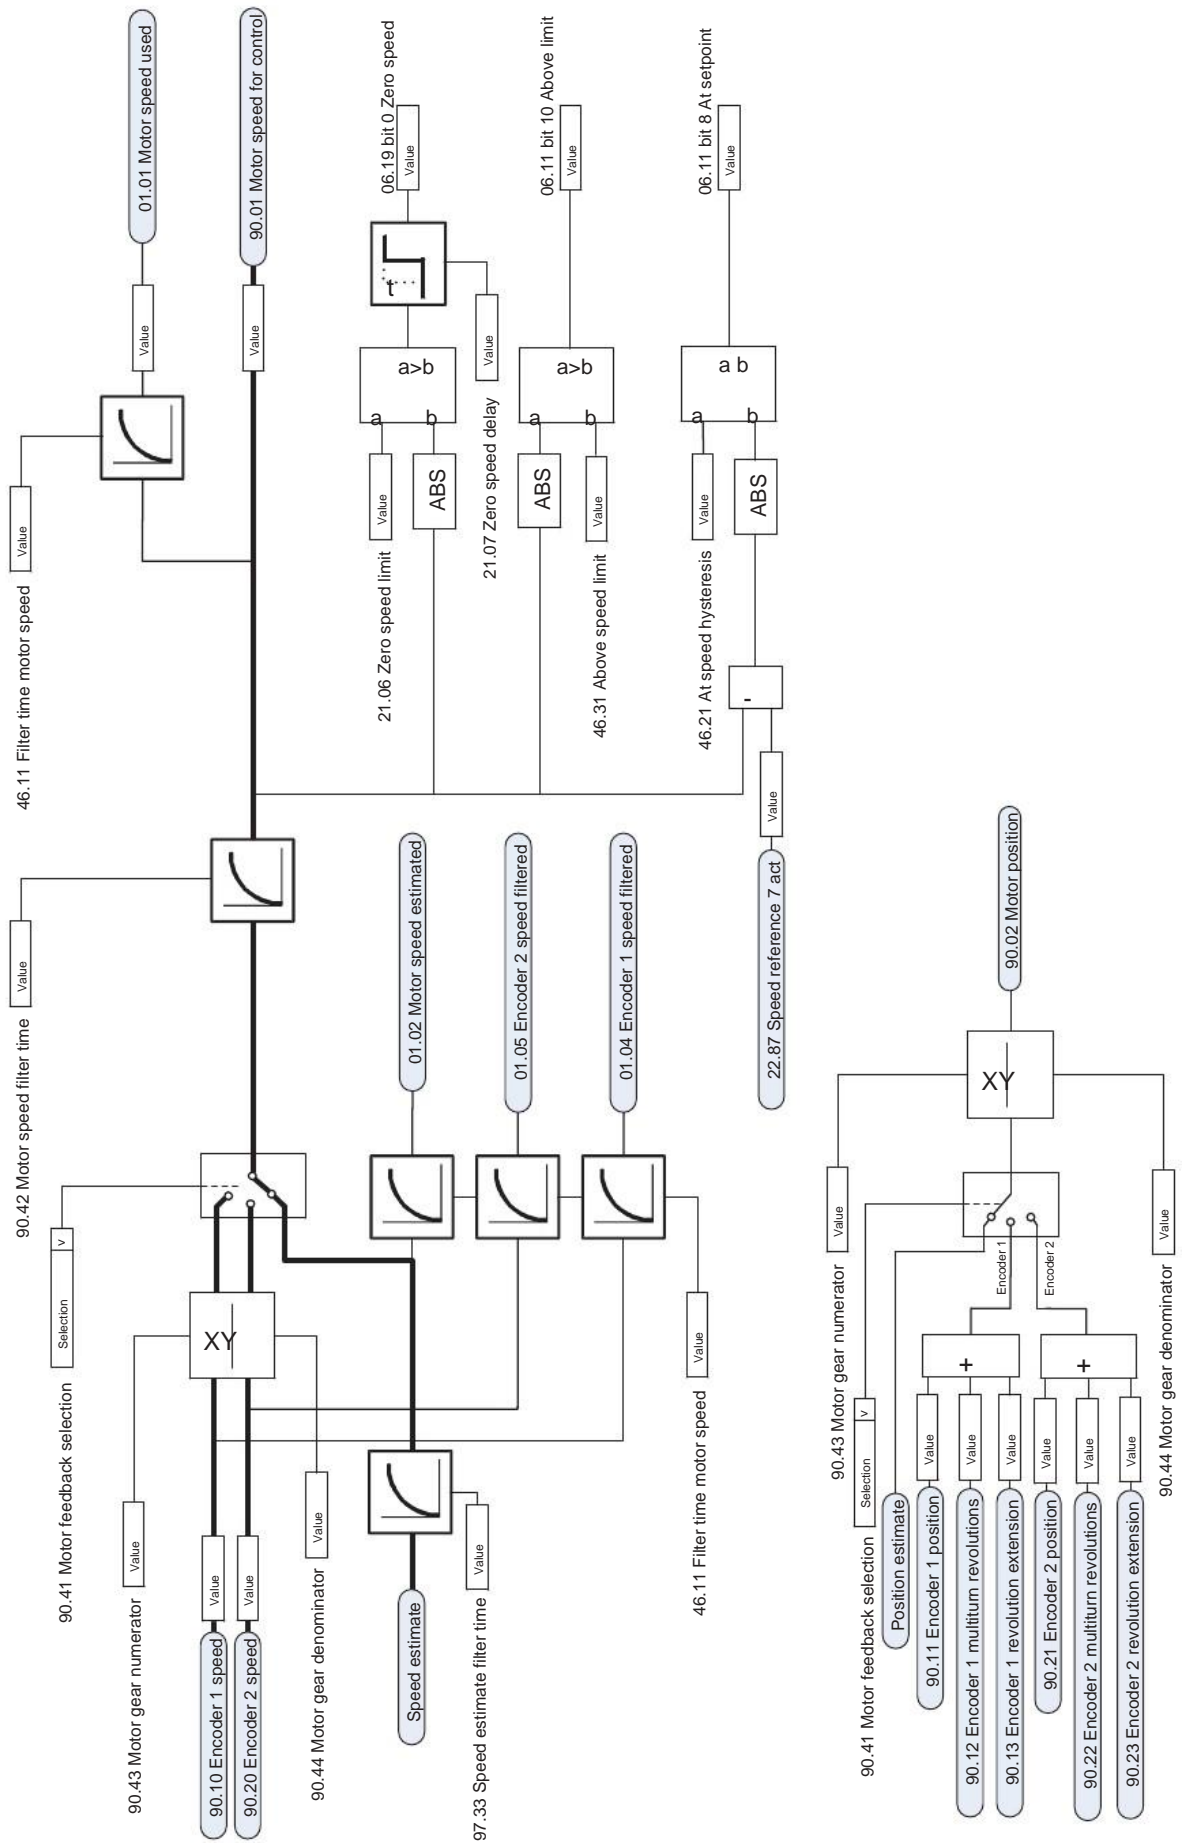 46.11 Filter time motor speed
Value
Value
01.01 Motor speed used
90.42 Motor speed filter time
Value
Value
90.01 Motor speed for control
90.41 Motor feedback selection
Selection
v
90.43 Motor gear numerator
Value
90.10 Encoder 1 speed
Value
90.20 Encoder 2 speed
Value
XY
90.44 Motor gear denominator
Value
Speed estimate
97.33 Speed estimate filter time
Value
01.02 Motor speed estimated
01.05 Encoder 2 speed filtered
01.04 Encoder 1 speed filtered
46.11 Filter time motor speed
Value
21.06 Zero speed limit
Value
ABS
a
b
a>b
t
21.07 Zero speed delay
Value
06.19 bit 0 Zero speed
Value
ABS
46.31 Above speed limit
Value
a
b
a>b
06.11 bit 10 Above limit
Value
46.21 At speed hysteresis
Value
22.87 Speed reference 7 act
Value
-
ABS
a
b
a b
06.11 bit 8 At setpoint
Value
90.43 Motor gear numerator
Value
90.41 Motor feedback selection
Selection
v
Position estimate
90.11 Encoder 1 position
Value
90.12 Encoder 1 multiturn revolutions
Value
90.13 Encoder 1 revolution extension
Value
+
Encoder 1
90.21 Encoder 2 position
Value
90.22 Encoder 2 multiturn revolutions
Value
90.23 Encoder 2 revolution extension
Value
+
Encoder 2
XY
90.02 Motor position
90.44 Motor gear denominator
Value